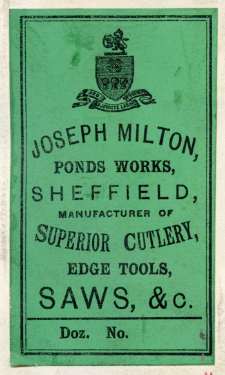 JOSEPH MILTON,
PONDS WORKS,
SHEFFIELD,
MANUFACTURER OF
SUPERIOR CUTLERY,
EDGE TOOLS,
SAWS, &c.
Doz. No.